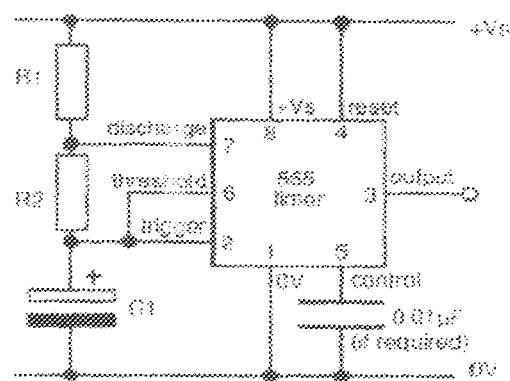 +Vs
R1
+Vs
reset
8
4
discharge
7
threshold
6
555
timer
3
output
R2
trigger
2
1
5
0V
control
+
C1
0.01µF
(if required)
0V